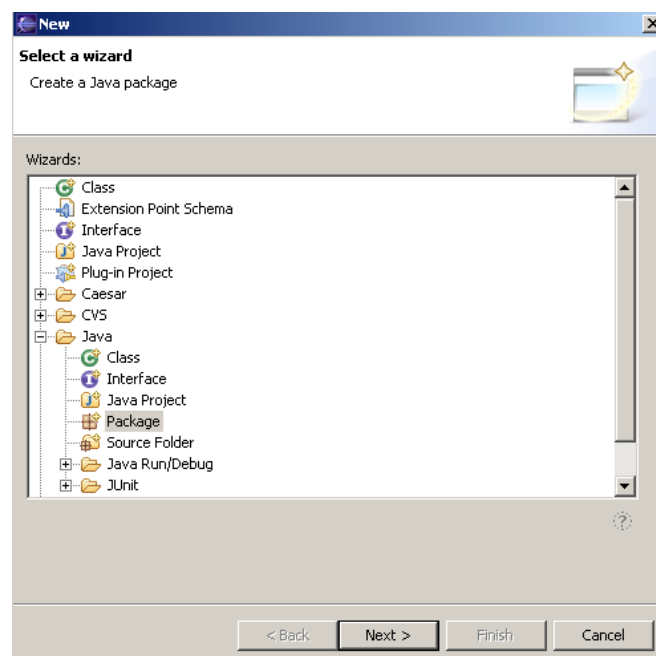 New
Select a wizard
Create a Java package
Wizards:
Class
Extension Point Schema
Interface
Java Project
Plug-in Project
Caesar
CVS
Java
Class
Interface
Java Project
Package
Source Folder
Java Run/Debug
JUnit
?
< Back Next > Finish Cancel